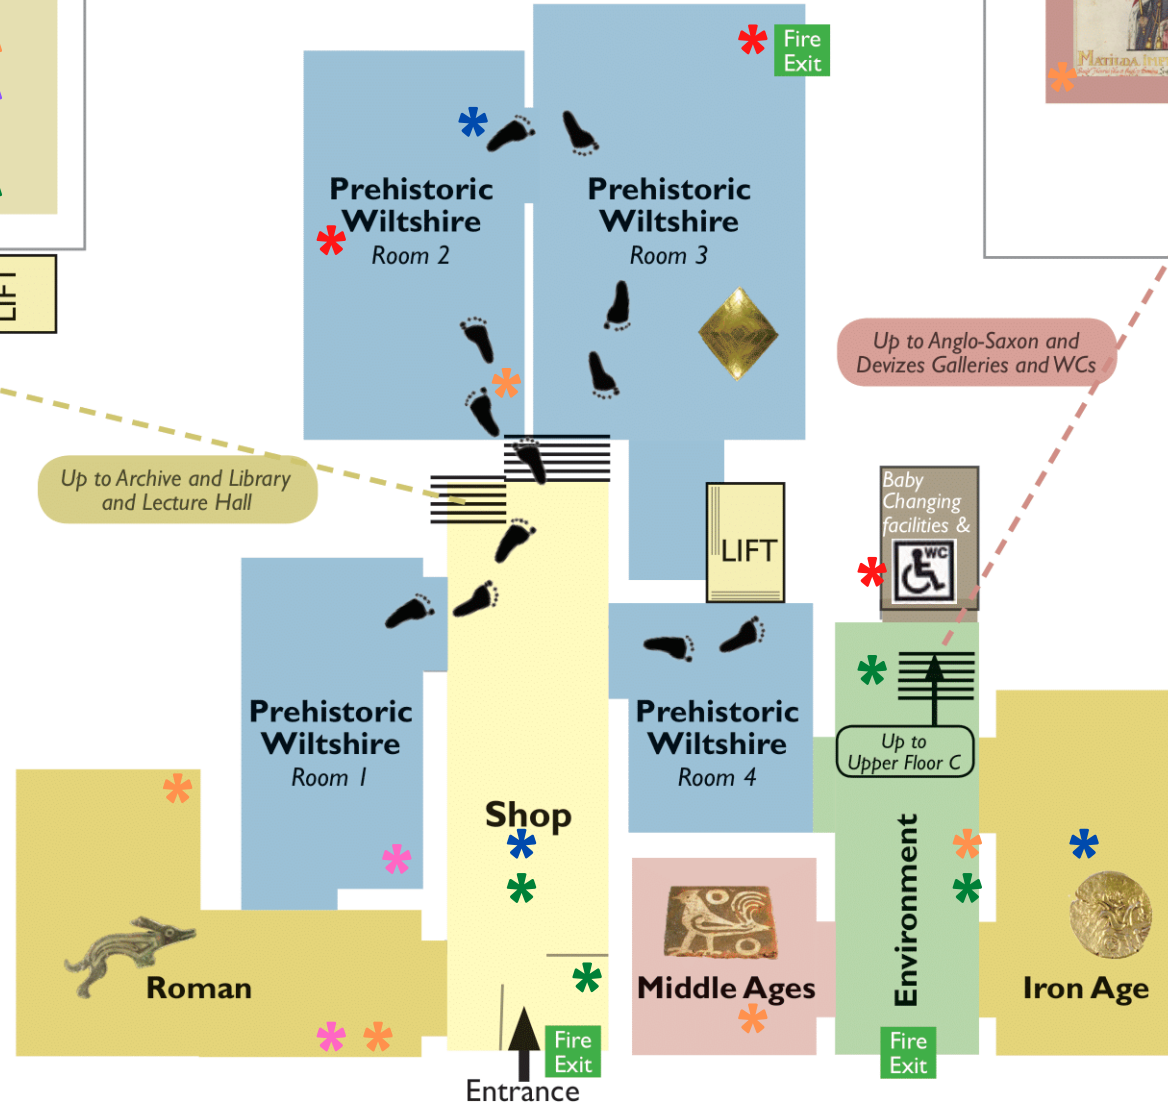 Fire
Exit
MATILDA
Prehistoric
Wiltshire
Room 2
Prehistoric
Wiltshire
Room 3
LIFT
Up to Anglo-Saxon and
Devizes Galleries and WCs
Up to Archive and Library
and Lecture Hall
Baby
Changing
facilities &
WC
LIFT
Prehistoric
Wiltshire
Room 1
Prehistoric
Wiltshire
Room 4
Up to
Upper Floor C
Shop
Environment
Roman
Middle Ages
Iron Age
Fire
Exit
Fire
Exit
Entrance